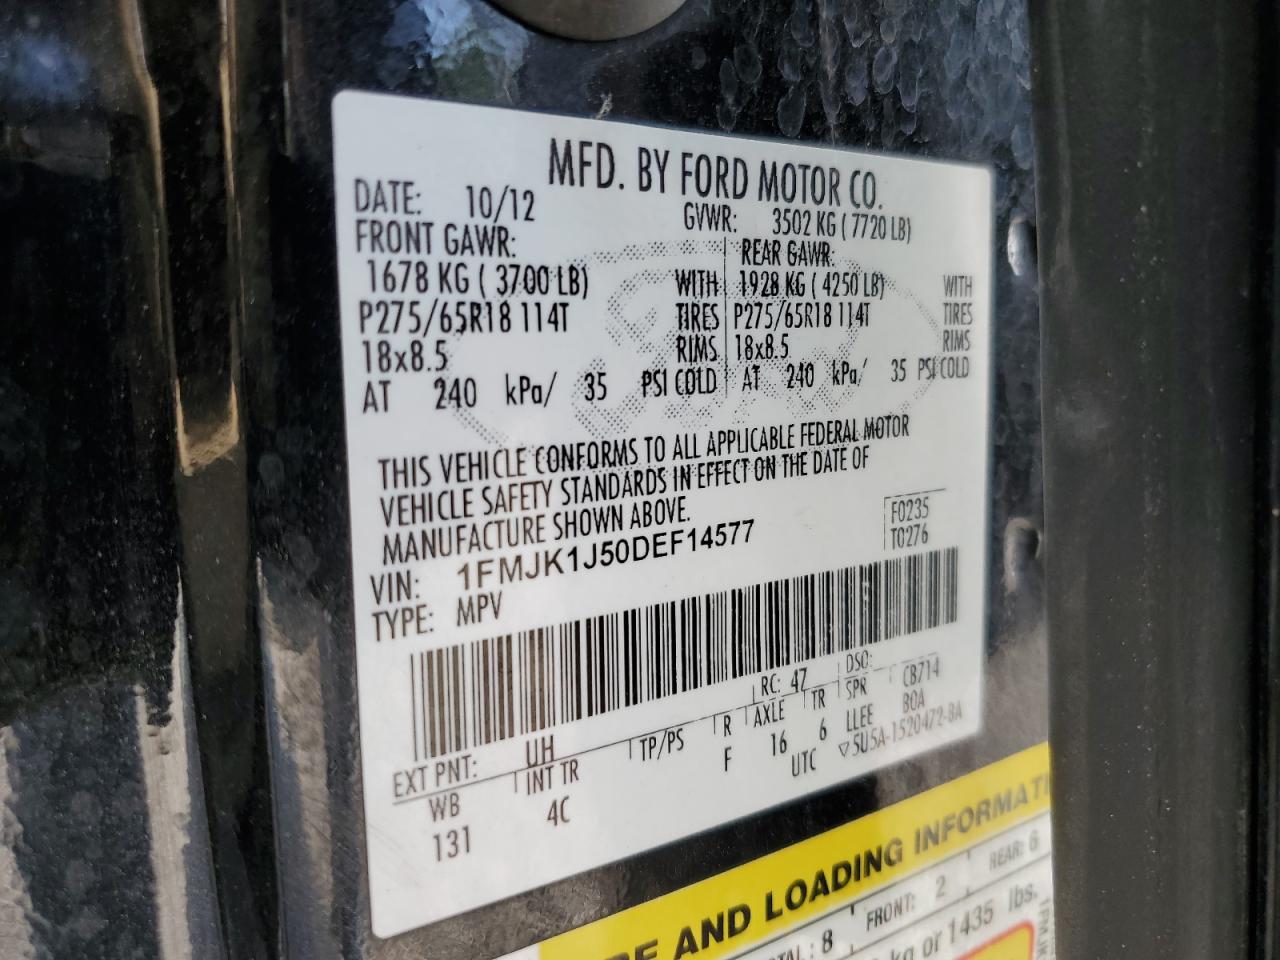 MFD. BY FORD MOTOR CO.
DATE: 10/12 GVWR: 3502 KG ( 7720 LB)
FRONT GAWR: REAR GAWR:
1678 KG ( 3700 LB) WITH 1928 KG ( 4250 LB) WITH
P275/65R18 114T TIRES P275/65R18 114T TIRES
18x8.5 RIMS 18x8.5 RIMS
AT 240 kPa/ 35 PSI COLD AT 240 kPa/ 35 PSI COLD
THIS VEHICLE CONFORMS TO ALL APPLICABLE FEDERAL MOTOR
VEHICLE SAFETY STANDARDS IN EFFECT ON THE DATE OF
MANUFACTURE SHOWN ABOVE.
F0235
T0276
VIN: 1FMJK1J50DEF14577
TYPE: MPV
EXT PNT: UH RC: 47 DSO: CB714
WB INT TR TP/PS R AXLE TR SPR BOA
131 4C F 16 6 LLEE
UTC ▽5U5A-1520472-BA
AND LOADING INFORMATI
: 8 FRONT: 2 REAR: 6
kg or 1435 lbs.